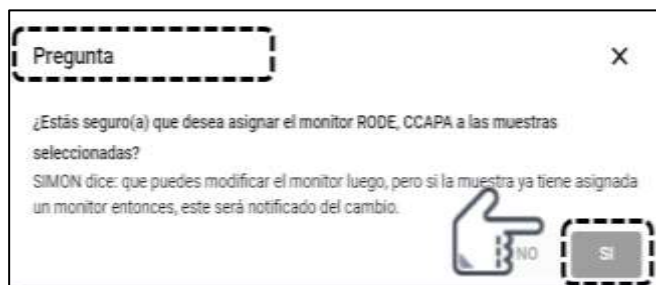 Pregunta
¿Estás seguro(a) que desea asignar el monitor RODE, CCAPA a las muestras
seleccionadas?
SIMON dice: que puedes modificar el monitor luego, pero si la muestra ya tiene asignada
un monitor entonces, este será notificado del cambio.
NO SI